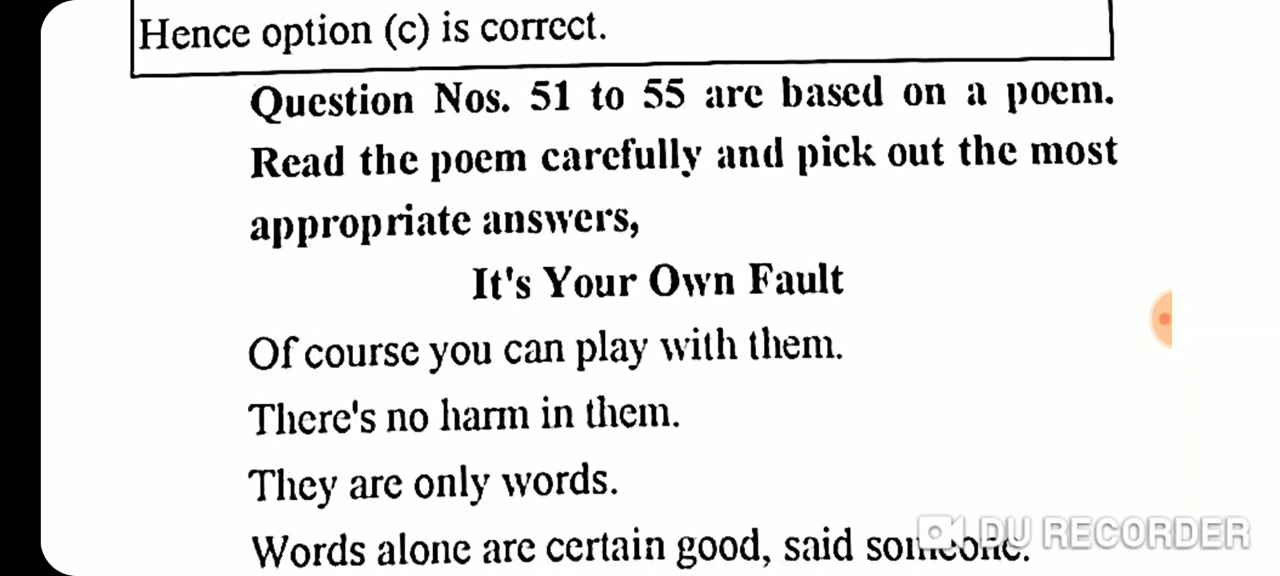 Hence option (c) is correct.
Question Nos. 51 to 55 are based on a poem.
Read the poem carefully and pick out the most
appropriate answers,
It's Your Own Fault
Of course you can play with them.
There's no harm in them.
They are only words.
Words alone are certain good, said someone.
DU RECORDER